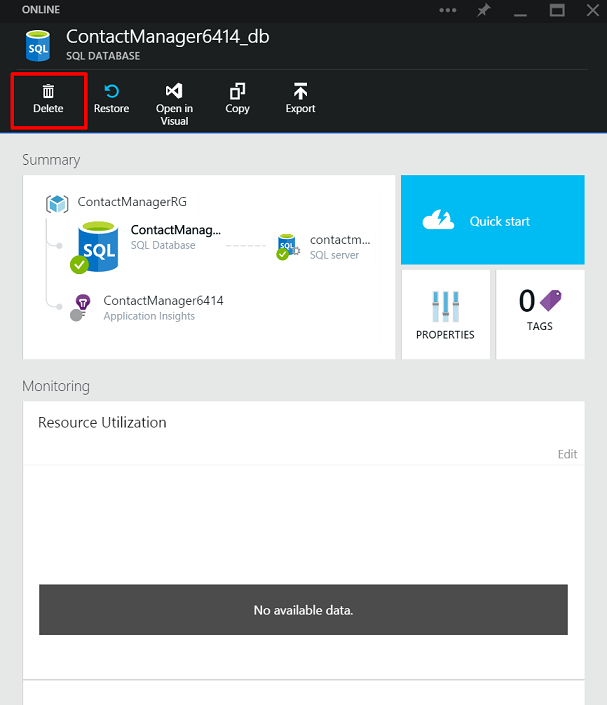 ONLINE
ContactManager6414_db
SQL DATABASE
SQL
Delete
Restore
Open in
Visual
Copy
Export
Summary
ContactManagerRG
ContactManag...
SQL Database
SQL
contactm...
SQL server
SQL
ContactManager6414
Application Insights
Quick start
PROPERTIES
0
TAGS
Monitoring
Resource Utilization
Edit
No available data.